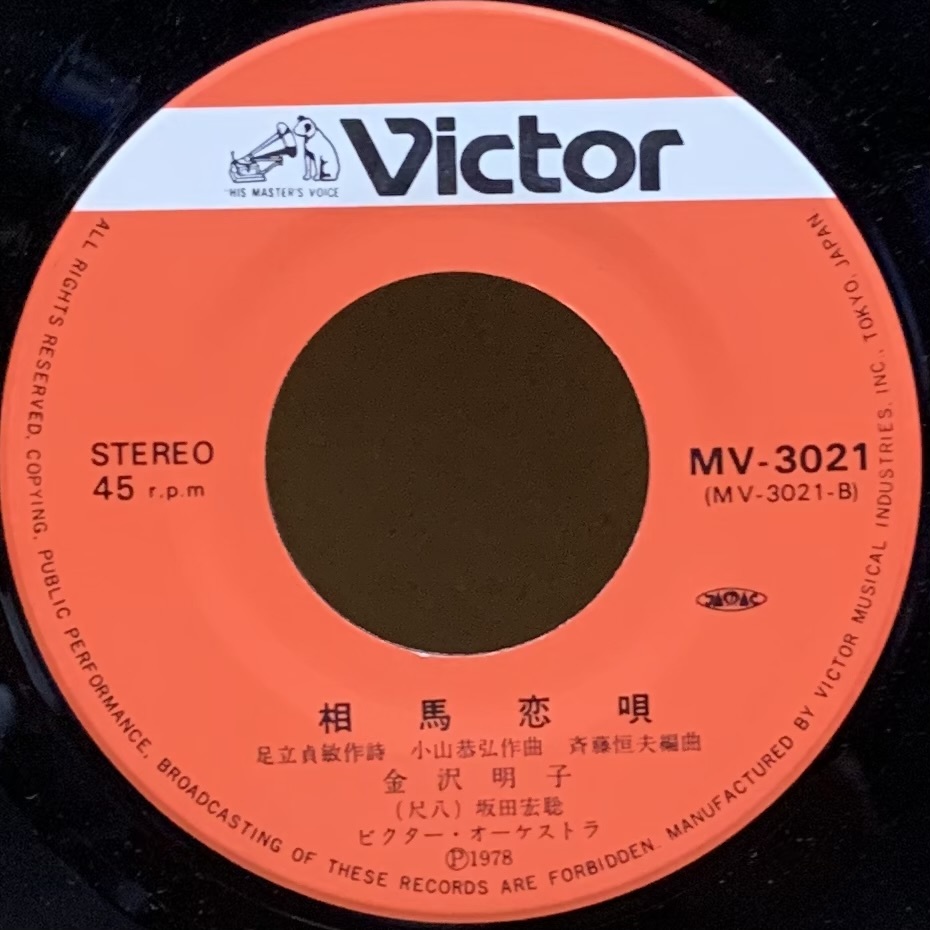 "HIS MASTER'S VOICE"
Victor
STEREO
45 r.p.m
MV-3021
(MV-3021-B)
JASRAC
相馬恋唄
足立貞敏作詩 小山恭弘作曲 斉藤恒夫編曲
金沢明子
(尺八) 坂田宏聡
ビクター・オーケストラ
Ⓟ1978
ALL RIGHTS RESERVED. COPYING, PUBLIC PERFORMANCE, BROADCASTING OF THESE RECORDS ARE FORBIDDEN. MANUFACTURED BY VICTOR MUSICAL INDUSTRIES, INC., TOKYO, JAPAN